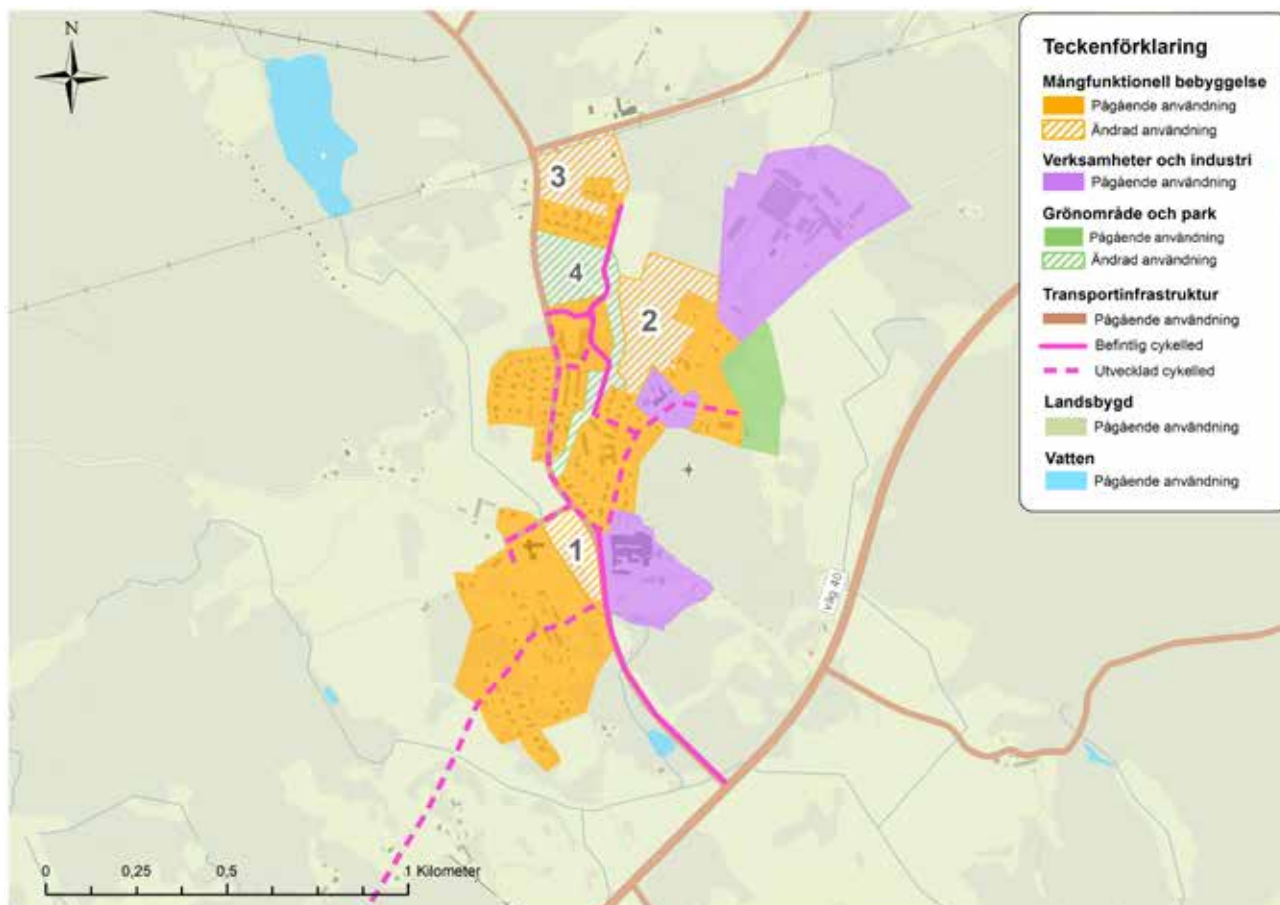 N
Teckenförklaring
Mångfunktionell bebyggelse
Pågående användning
Ändrad användning
Verksamheter och industri
Pågående användning
Grönområde och park
Pågående användning
Ändrad användning
Transportinfrastruktur
Pågående användning
Befintlig cykelled
Utvecklad cykelled
Landsbygd
Pågående användning
Vatten
Pågående användning
3
4
2
1
Väg 40
0 0,25 0,5 1 Kilometer